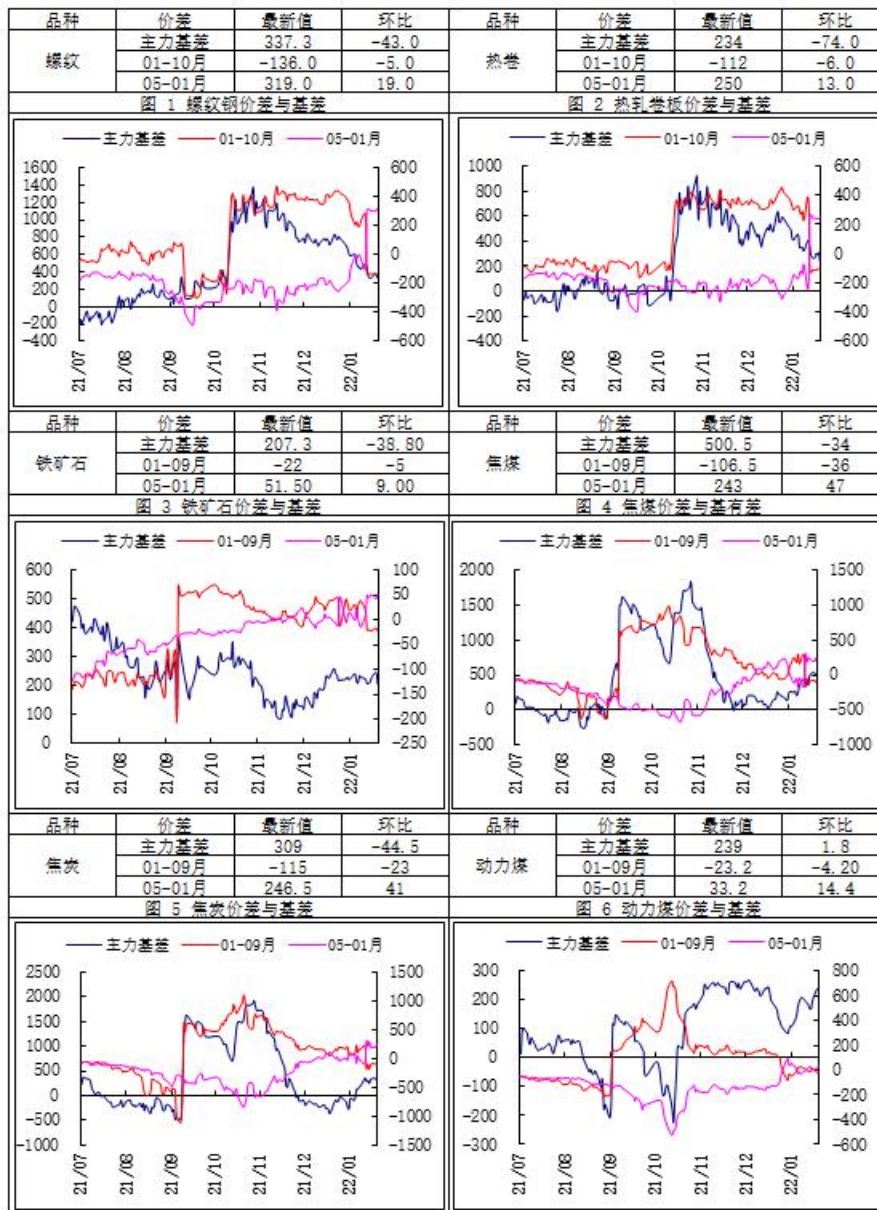 品种 价差 最新值 环比
螺纹 主力基差 337.3 -43.0
01-10月 -136.0 -5.0
05-01月 319.0 19.0
图 1 螺纹钢价差与基差
主力基差 01-10月 05-01月
1600 1400 1200 1000 800 600 400 200 0 -200 -400
600 400 200 0 -200 -400 -600
21/07 21/08 21/09 21/10 21/11 21/12 22/01
品种 价差 最新值 环比
热卷 主力基差 234 -74.0
01-10月 -112 -6.0
05-01月 250 13.0
图 2 热轧卷板价差与基差
主力基差 01-10月 05-01月
1000 800 600 400 200 0 -200 -400
600 400 200 0 -200 -400 -600
21/07 21/08 21/09 21/10 21/11 21/12 22/01
品种 价差 最新值 环比
铁矿石 主力基差 207.3 -38.80
01-09月 -22 -5
05-01月 51.50 9.00
图 3 铁矿石价差与基差
主力基差 01-09月 05-01月
600 500 400 300 200 100 0
100 50 0 -50 -100 -150 -200 -250
21/07 21/08 21/09 21/10 21/11 21/12 22/01
品种 价差 最新值 环比
焦煤 主力基差 500.5 -34
01-09月 -106.5 -36
05-01月 243 47
图 4 焦煤价差与基有差
主力基差 01-09月 05-01月
2000 1500 1000 500 0 -500
1500 1000 500 0 -500 -1000
21/07 21/08 21/09 21/10 21/11 21/12 22/01
品种 价差 最新值 环比
焦炭 主力基差 309 -44.5
01-09月 -115 -23
05-01月 246.5 41
图 5 焦炭价差与基差
主力基差 01-09月 05-01月
2500 2000 1500 1000 500 0 -500 -1000
1000 500 0 -500 -1000 -1500
21/07 21/08 21/09 21/10 21/11 21/12 22/01
品种 价差 最新值 环比
动力煤 主力基差 239 1.8
01-09月 -23.2 -4.20
05-01月 33.2 14.4
图 6 动力煤价差与基差
主力基差 01-09月 05-01月
300 200 100 0 -100 -200 -300
800 600 400 200 0 -200 -400 -600
21/07 21/08 21/09 21/10 21/11 21/12 22/01